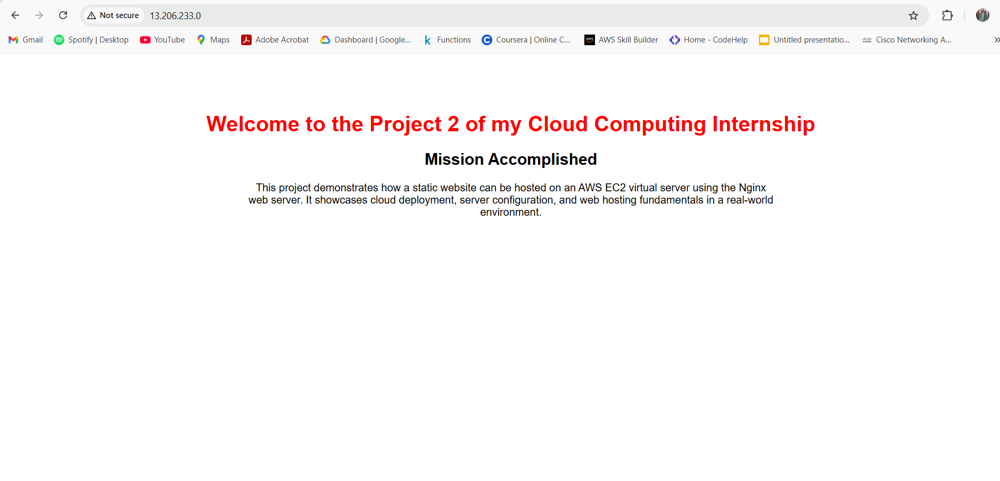 Not secure 13.206.233.0
Gmail Spotify | Desktop YouTube Maps Adobe Acrobat Dashboard | Google... Functions Coursera | Online C... AWS Skill Builder Home - CodeHelp Untitled presentatio... Cisco Networking A...
Welcome to the Project 2 of my Cloud Computing Internship
Mission Accomplished
This project demonstrates how a static website can be hosted on an AWS EC2 virtual server using the Nginx
web server. It showcases cloud deployment, server configuration, and web hosting fundamentals in a real-world
environment.